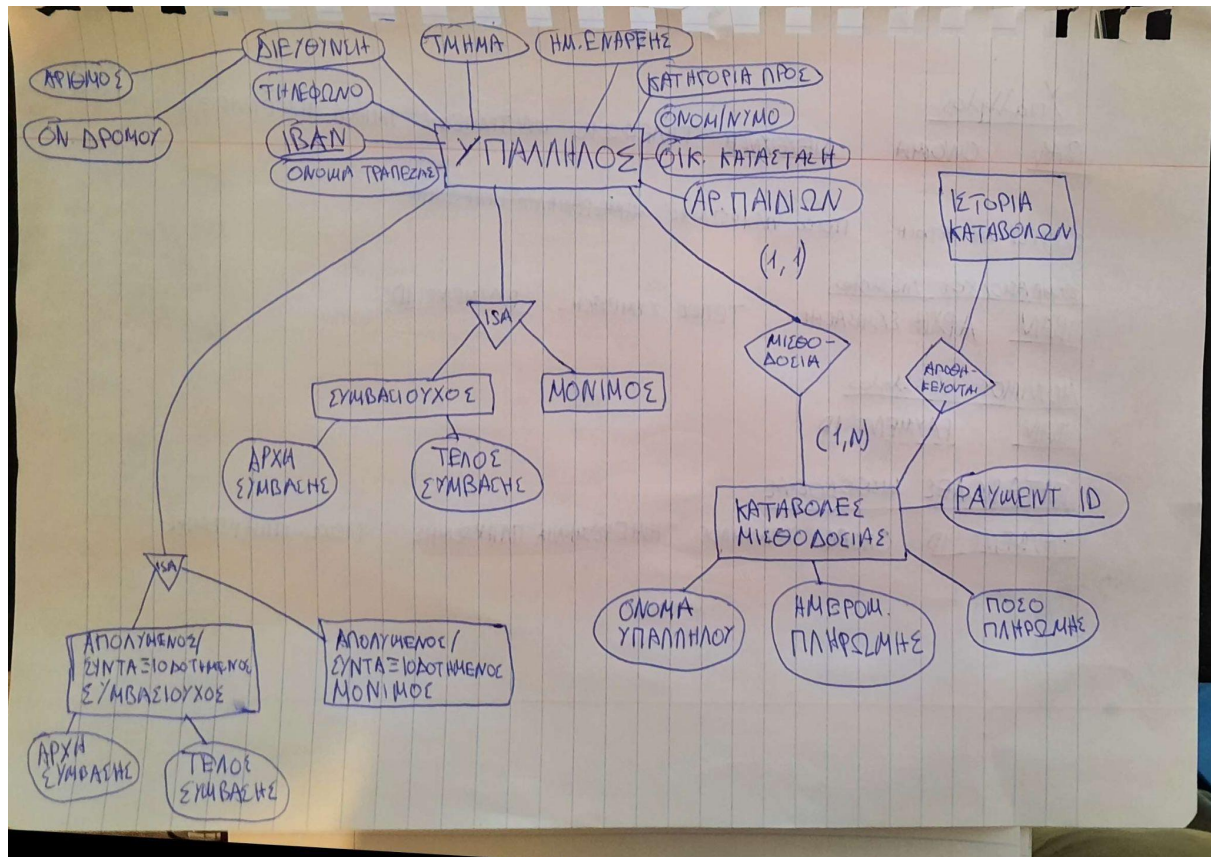 ΔΙΕΥΘΥΝΣΗ
ΤΜΗΜΑ
ΗΜ. ΕΝΑΡΞΗΣ
ΑΡΙΘΜΟΣ
ΚΑΤΗΓΟΡΙΑ ΠΡΟΣ
ΤΗΛΕΦΩΝΟ
ΟΝΟΜ/ΝΥΜΟ
ΟΝ ΔΡΟΜΟΥ
IBAN
ΥΠΑΛΛΗΛΟΣ
ΟΙΚ. ΚΑΤΑΣΤΑΣΗ
ΟΝΟΜΑ ΤΡΑΠΕΖΑΣ
ΑΡ. ΠΑΙΔΙΩΝ
ΙΣΤΟΡΙΑ
ΚΑΤΑΒΟΛΩΝ
(1,1)
ISA
ΜΙΣΘΟ-
ΔΟΣΙΑ
ΑΠΟΘΗ-
ΚΕΥΟΝΤΑΙ
ΣΥΜΒΑΣΙΟΥΧΟΣ
ΜΟΝΙΜΟΣ
(1,N)
ΑΡΧΗ
ΣΥΜΒΑΣΗΣ
ΤΕΛΟΣ
ΣΥΜΒΑΣΗΣ
ΚΑΤΑΒΟΛΕΣ
ΜΙΣΘΟΔΟΣΙΑΣ
PAYMENT ID
ISA
ΟΝΟΜΑ
ΥΠΑΛΛΗΛΟΥ
ΗΜΕΡΟΜ.
ΠΛΗΡΩΜΗΣ
ΠΟΣΟ
ΠΛΗΡΩΜΗΣ
ΑΠΟΛΥΜΕΝΟΣ/
ΣΥΝΤΑΞΙΟΔΟΤΗΜΕΝΟΣ
ΣΥΜΒΑΣΙΟΥΧΟΣ
ΑΠΟΛΥΜΕΝΟΣ/
ΣΥΝΤΑΞΙΟΔΟΤΗΜΕΝΟΣ
ΜΟΝΙΜΟΣ
ΑΡΧΗ
ΣΥΜΒΑΣΗΣ
ΤΕΛΟΣ
ΣΥΜΒΑΣΗΣ